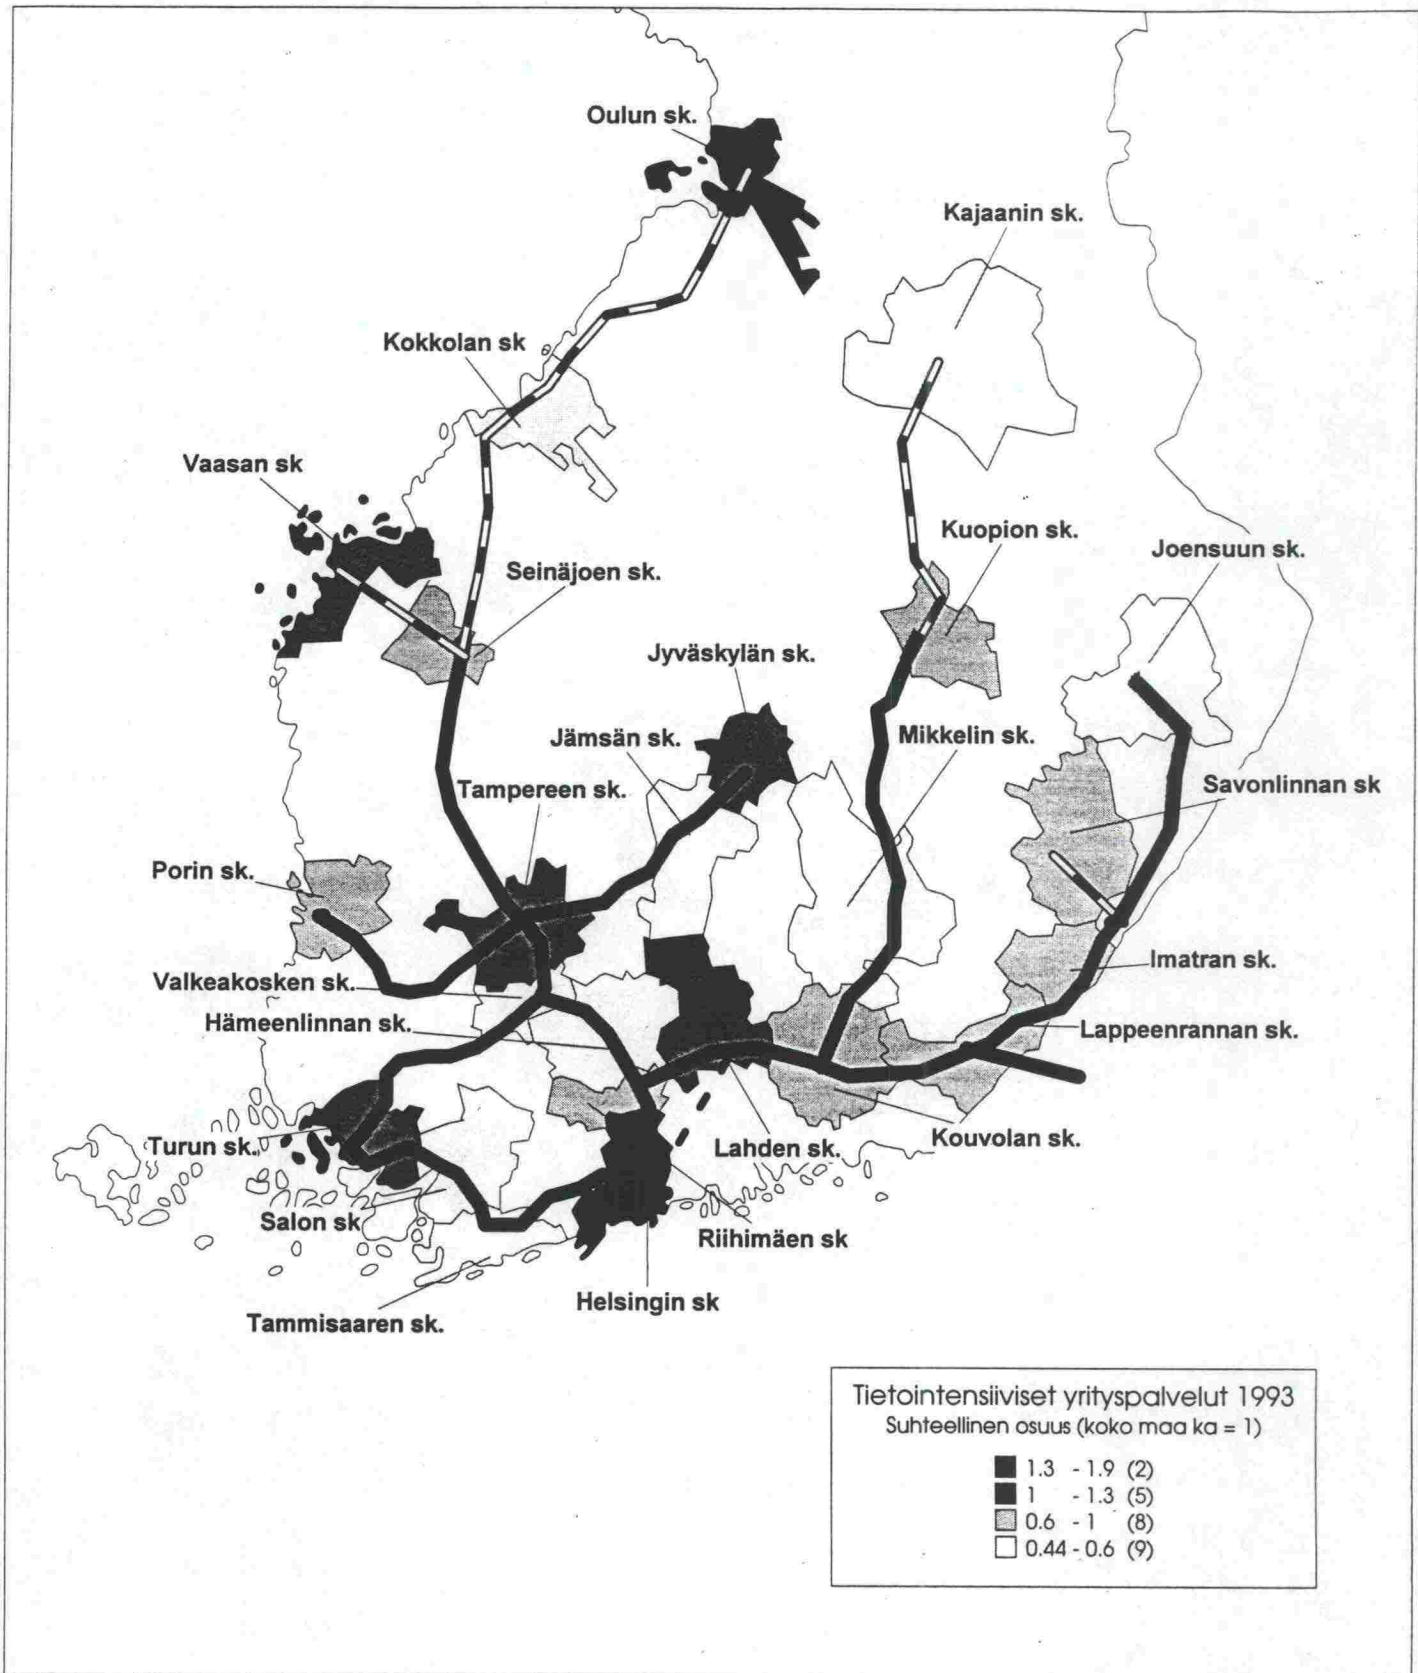 Oulun sk.
Kajaanin sk.
Kokkolan sk
Vaasan sk
Kuopion sk.
Joensuun sk.
Seinäjoen sk.
Jyväskylän sk.
Jämsän sk.
Mikkelin sk.
Tampereen sk.
Savonlinnan sk
Porin sk.
Valkeakosken sk.
Imatran sk.
Hämeenlinnan sk.
Lappeenrannan sk.
Turun sk.
Lahden sk.
Kouvolan sk.
Salon sk
Riihimäen sk
Helsingin sk
Tammisaaren sk.
Tietointensiiviset yrityspalvelut 1993
Suhteellinen osuus (koko maa ka = 1)
1.3 - 1.9 (2)
1 - 1.3 (5)
0.6 - 1 (8)
0.44 - 0.6 (9)